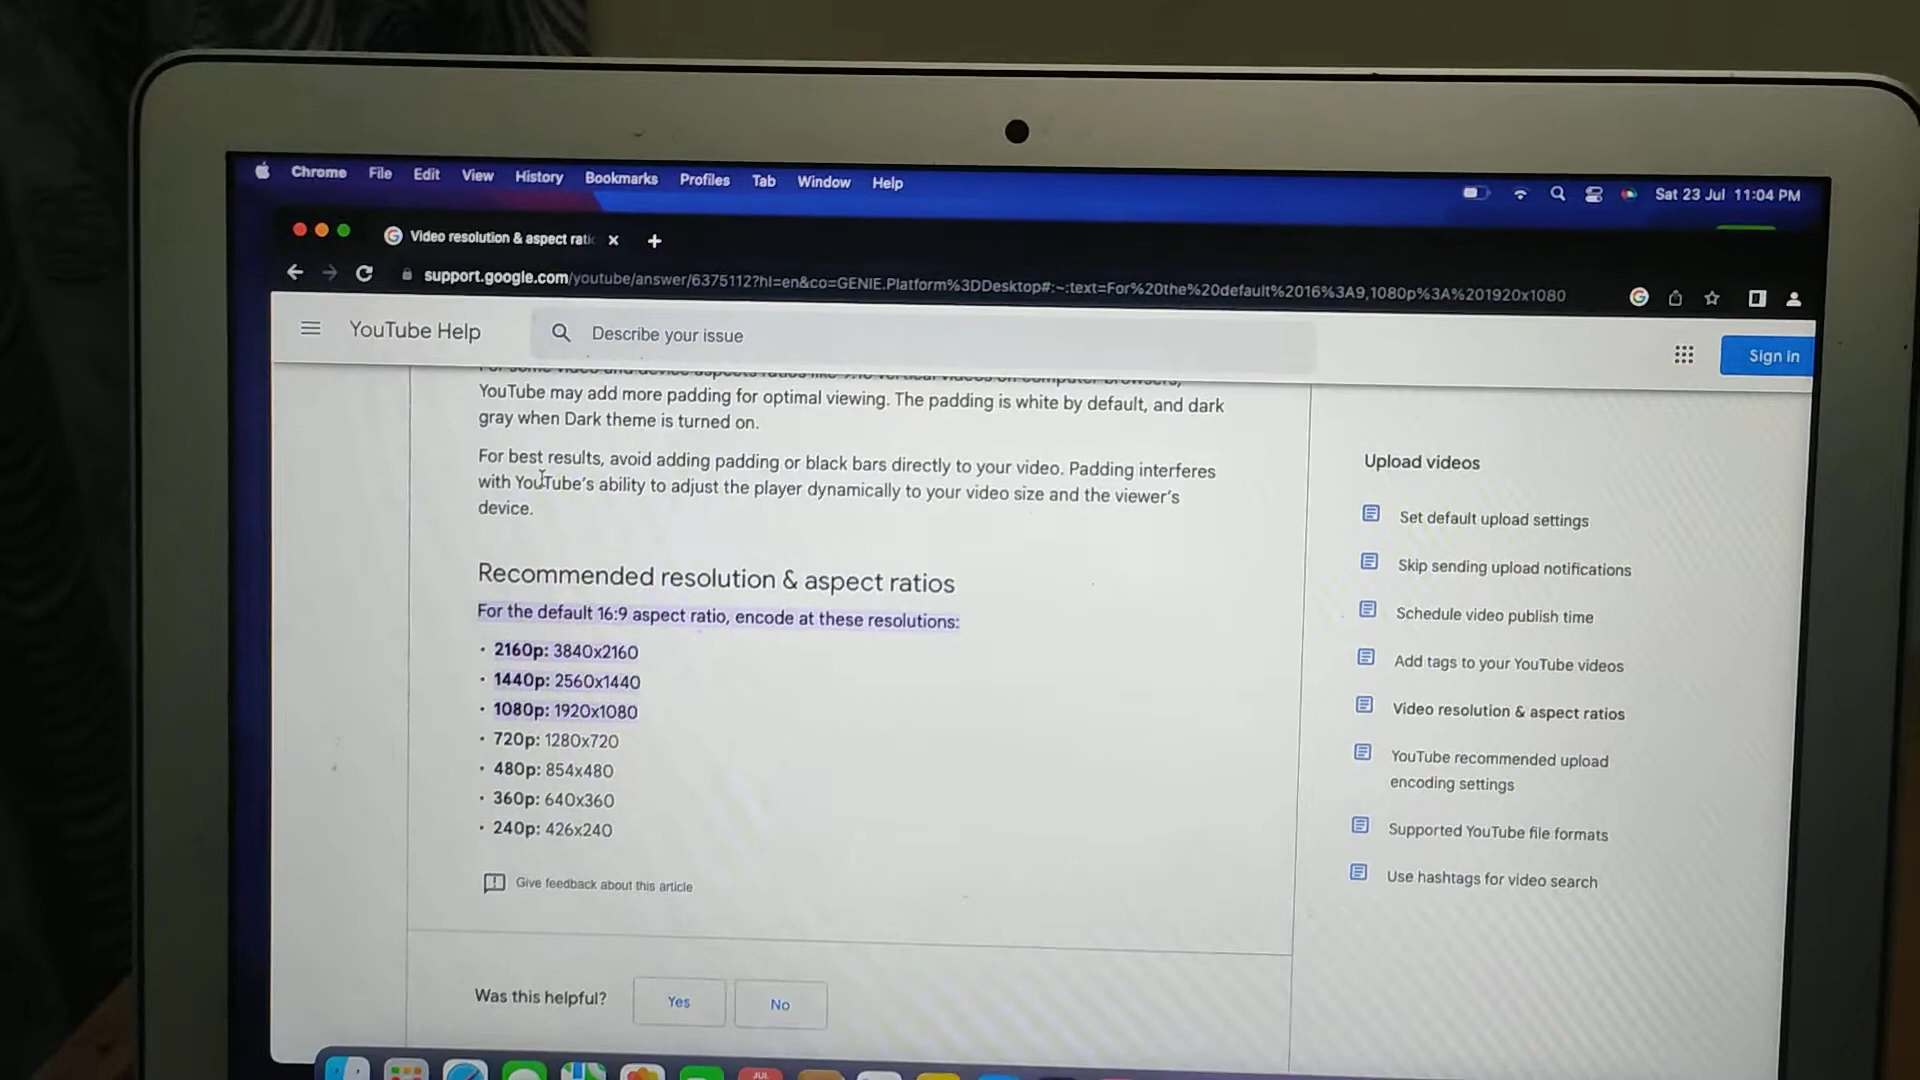 Chrome File Edit View History Bookmarks Profiles Tab Window Help Sat 23 Jul 11:04 PM
Video resolution & aspect rati
support.google.com/youtube/answer/6375112?hl=en&co=GENIE.Platform%3DDesktop#:~:text=For%20the%20default%2016%3A9,1080p%3A%201920x1080
YouTube Help Describe your issue Sign in
YouTube may add more padding for optimal viewing. The padding is white by default, and dark
gray when Dark theme is turned on.
For best results, avoid adding padding or black bars directly to your video. Padding interferes
with YouTube's ability to adjust the player dynamically to your video size and the viewer's
device.
Recommended resolution & aspect ratios
For the default 16:9 aspect ratio, encode at these resolutions:
• 2160p: 3840x2160
• 1440p: 2560x1440
• 1080p: 1920x1080
• 720p: 1280x720
• 480p: 854x480
• 360p: 640x360
• 240p: 426x240
Give feedback about this article
Was this helpful? Yes No
Upload videos
Set default upload settings
Skip sending upload notifications
Schedule video publish time
Add tags to your YouTube videos
Video resolution & aspect ratios
YouTube recommended upload
encoding settings
Supported YouTube file formats
Use hashtags for video search
JUL